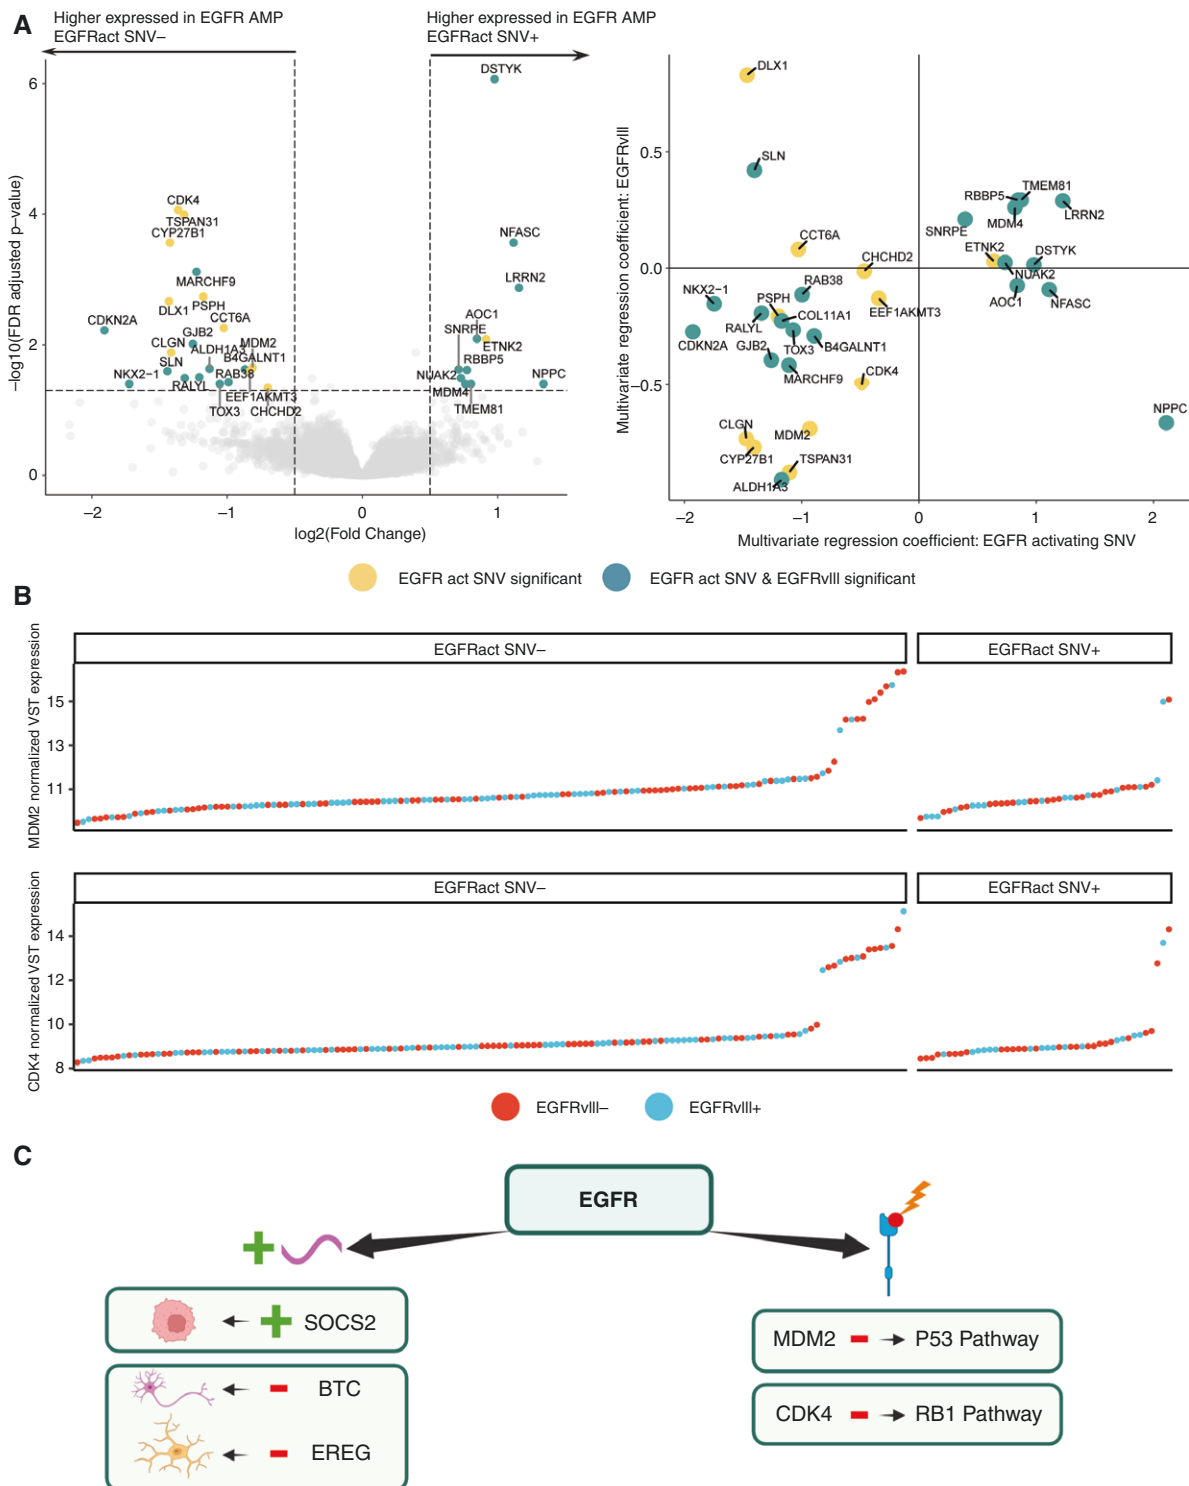 A
Higher expressed in EGFR AMP
EGFRact SNV–
Higher expressed in EGFR AMP
EGFRact SNV+
–log10(FDR adjusted p–value)
6
4
2
0
–2
–1
0
1
log2(Fold Change)
DSTYK
CDK4
TSPAN31
CYP27B1
NFASC
MARCHF9
LRRN2
DLX1
PSPH
CCT6A
CDKN2A
GJB2
MDM2
AOC1
SNRPE
ETNK2
CLGN
ALDH1A3
B4GALNT1
RBBP5
SLN
NKX2–1
RALYL
RAB38
NUAK2
NPPC
EEF1AKMT3
MDM4
TOX3
CHCHD2
TMEM81
Multivariate regression coefficient: EGFRvIII
0.5
0.0
–0.5
–2
–1
0
1
2
Multivariate regression coefficient: EGFR activating SNV
DLX1
SLN
RBBP5
TMEM81
MDM4
LRRN2
SNRPE
CCT6A
CHCHD2
ETNK2
DSTYK
NUAK2
NKX2–1
PSPH
RAB38
AOC1
NFASC
EEF1AKMT3
RALYL
COL11A1
CDKN2A
GJB2
TOX3
B4GALNT1
MARCHF9
CDK4
NPPC
CLGN
MDM2
CYP27B1
TSPAN31
ALDH1A3
EGFR act SNV significant
EGFR act SNV & EGFRvIII significant
B
MDM2 normalized VST expression
EGFRact SNV–
EGFRact SNV+
15
13
11
CDK4 normalized VST expression
EGFRact SNV–
EGFRact SNV+
14
12
10
8
EGFRvIII–
EGFRvIII+
C
EGFR
SOCS2
BTC
EREG
MDM2
P53 Pathway
CDK4
RB1 Pathway